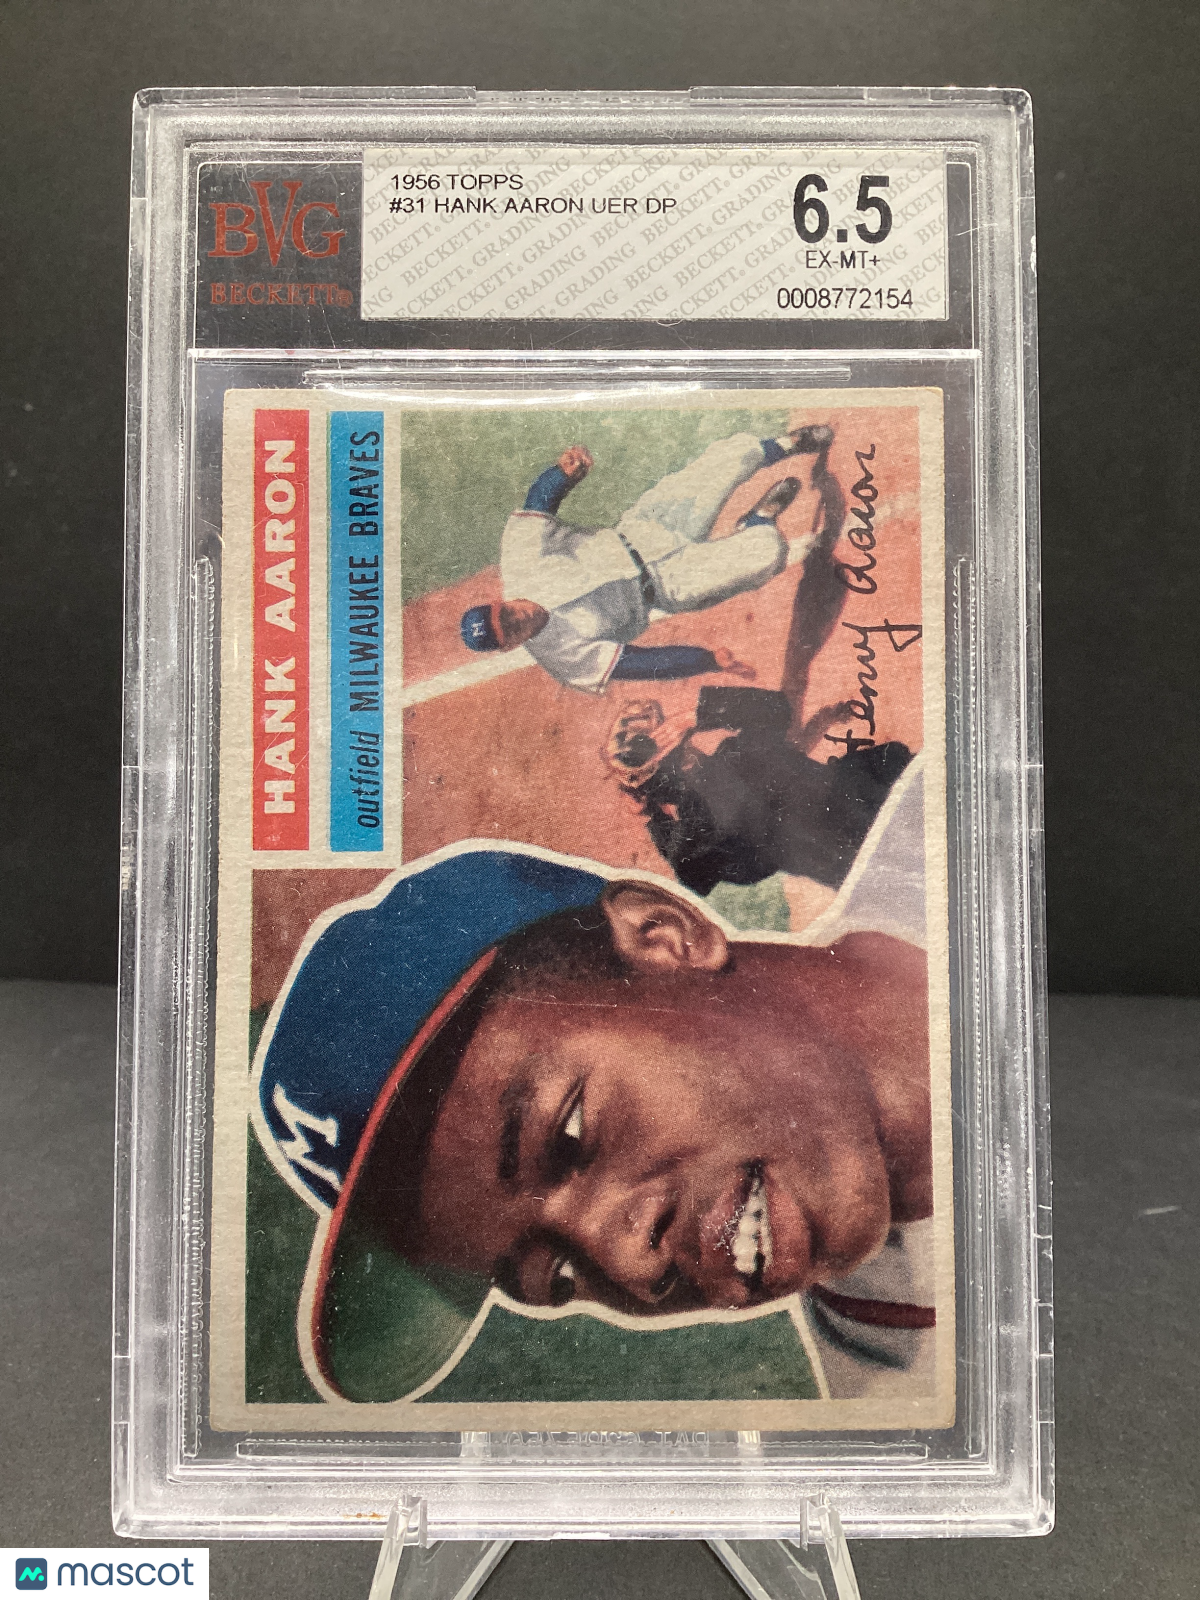 BVG
BECKETT®
1956 TOPPS
#31 HANK AARON UER DP
6.5
EX-MT+
0008772154
HANK AARON
outfield MILWAUKEE BRAVES
Henry Aaron
M
M
mascot